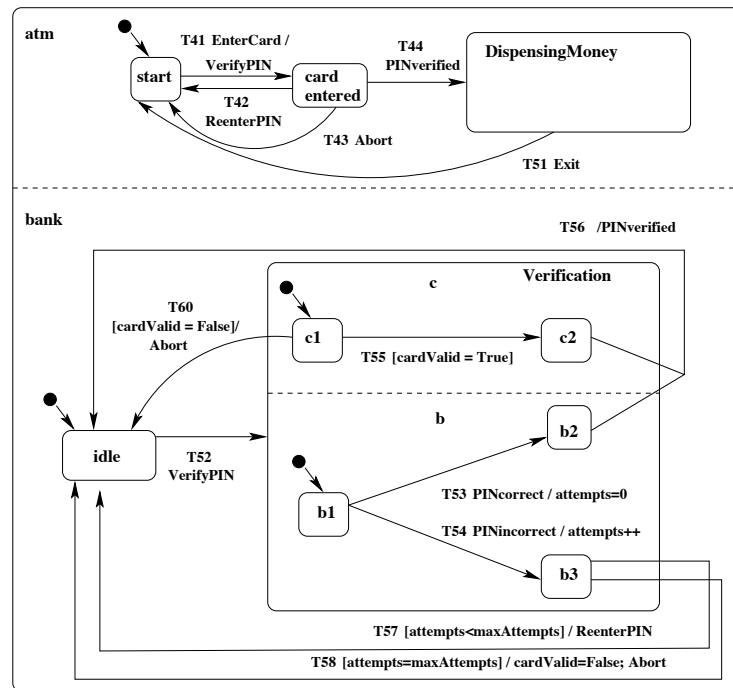 atm
T41 EnterCard /
VerifyPIN
start
T42
ReenterPIN
card
entered
T43 Abort
T44
PINverified
DispensingMoney
T51 Exit
bank
T56 /PINverified
c
Verification
T60
[cardValid = False]/
Abort
c1
c2
T55 [cardValid = True]
idle
T52
VerifyPIN
b
b2
b1
T53 PINcorrect / attempts=0
T54 PINincorrect / attempts++
b3
T57 [attempts<maxAttempts] / ReenterPIN
T58 [attempts=maxAttempts] / cardValid=False; Abort